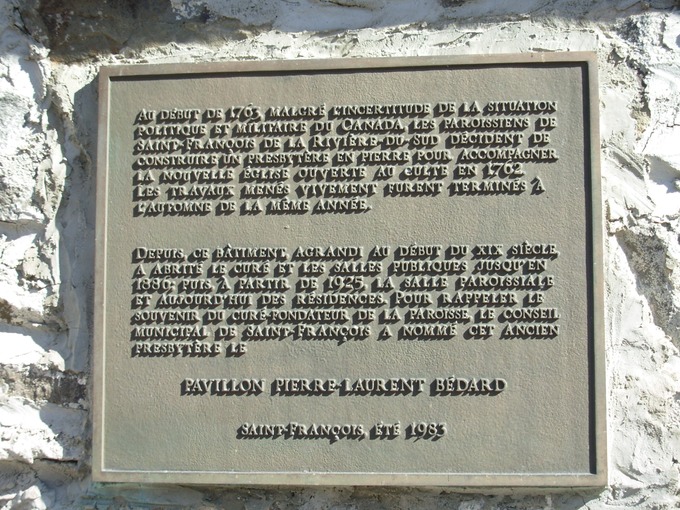 AU DÉBUT DE 1763, MALGRÉ L'INCERTITUDE DE LA SITUATION
POLITIQUE ET MILITAIRE DU CANADA, LES PAROISSIENS DE
SAINT-FRANÇOIS DE LA RIVIÈRE-DU-SUD DÉCIDENT DE
CONSTRUIRE UN PRESBYTÈRE EN PIERRE POUR ACCOMPAGNER
LA NOUVELLE ÉGLISE OUVERTE AU CULTE EN 1762.
LES TRAVAUX MENÉS VIVEMENT FURENT TERMINÉS À
L'AUTOMNE DE LA MÊME ANNÉE.
DEPUIS, CE BÂTIMENT, AGRANDI AU DÉBUT DU XIX SIÈCLE,
A ABRITÉ LE CURÉ ET LES SALLES PUBLIQUES JUSQU'EN
1886; PUIS, À PARTIR DE 1925, LA SALLE PAROISSIALE
ET AUJOURD'HUI DES RÉSIDENCES. POUR RAPPELER LE
SOUVENIR DU CURÉ-FONDATEUR DE LA PAROISSE, LE CONSEIL
MUNICIPAL DE SAINT-FRANÇOIS A NOMMÉ CET ANCIEN
PRESBYTÈRE LE
PAVILLON PIERRE-LAURENT BÉDARD
SAINT-FRANÇOIS, ÉTÉ 1983